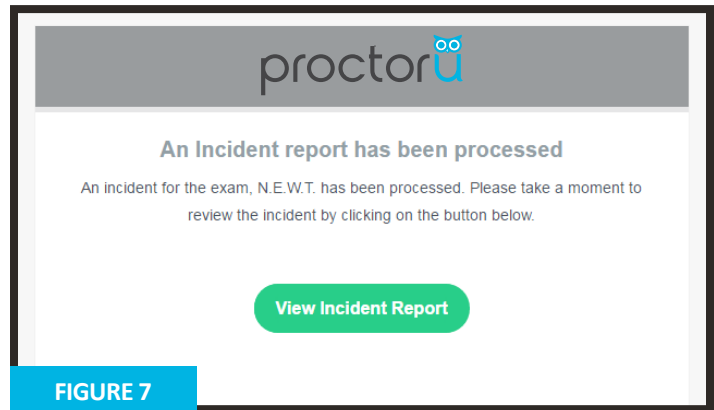 proctoru
An Incident report has been processed
An incident for the exam, N.E.W.T. has been processed. Please take a moment to
review the incident by clicking on the button below.
View Incident Report
FIGURE 7